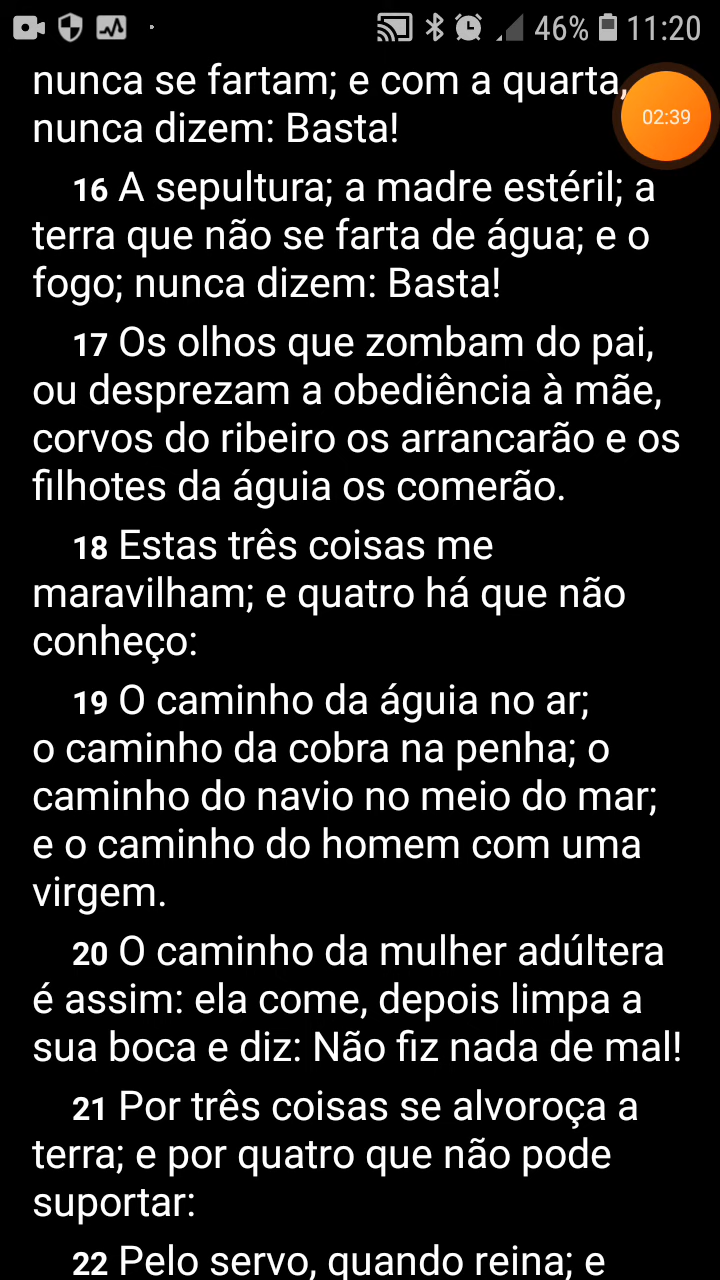 46% 11:20
nunca se fartam; e com a quarta,
nunca dizem: Basta!
02:39
16 A sepultura; a madre estéril; a
terra que não se farta de água; e o
fogo; nunca dizem: Basta!
17 Os olhos que zombam do pai,
ou desprezam a obediência à mãe,
corvos do ribeiro os arrancarão e os
filhotes da águia os comerão.
18 Estas três coisas me
maravilham; e quatro há que não
conheço:
19 O caminho da águia no ar;
o caminho da cobra na penha; o
caminho do navio no meio do mar;
e o caminho do homem com uma
virgem.
20 O caminho da mulher adúltera
é assim: ela come, depois limpa a
sua boca e diz: Não fiz nada de mal!
21 Por três coisas se alvoroça a
terra; e por quatro que não pode
suportar:
22 Pelo servo, quando reina; e